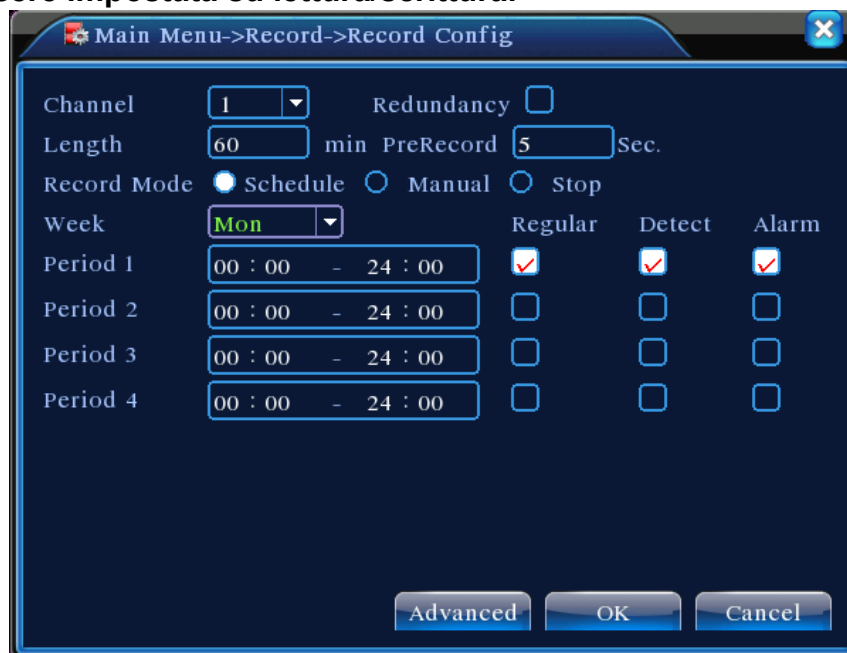 Main Menu->Record->Record Config
Channel 1 Redundancy
Length 60 min PreRecord 5 Sec.
Record Mode Schedule Manual Stop
Week Mon Regular Detect Alarm
Period 1 00 : 00 - 24 : 00
Period 2 00 : 00 - 24 : 00
Period 3 00 : 00 - 24 : 00
Period 4 00 : 00 - 24 : 00
Advanced OK Cancel